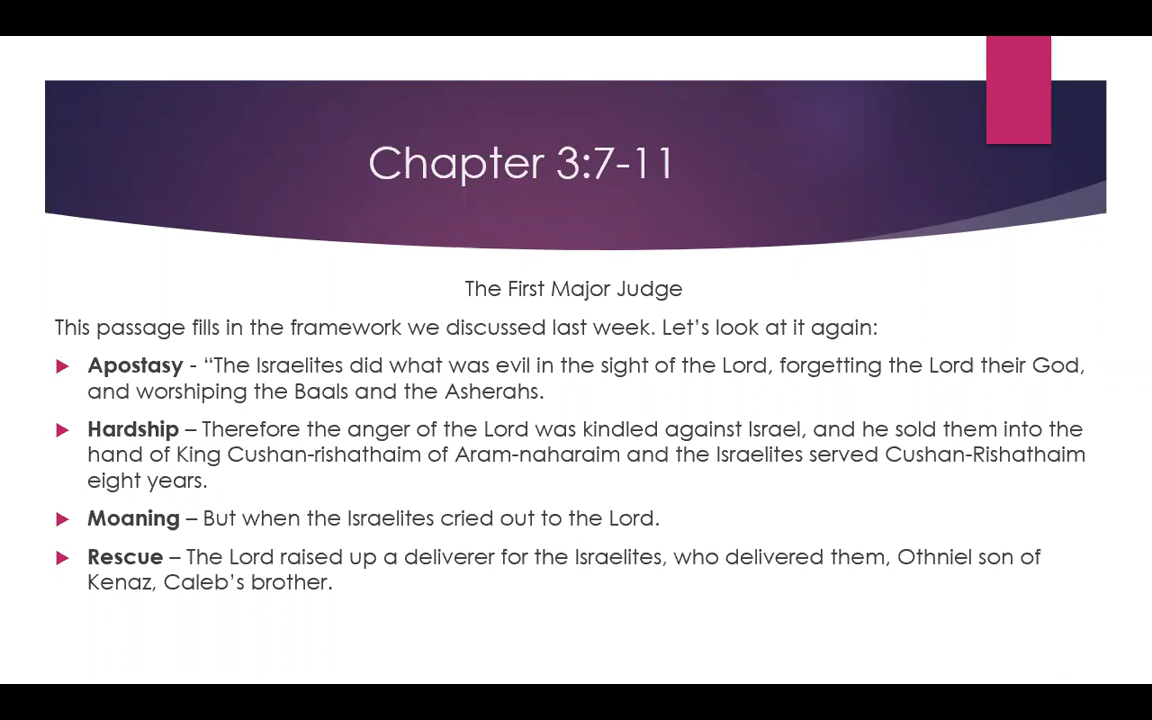 Chapter 3:7-11
The First Major Judge
This passage fills in the framework we discussed last week. Let’s look at it again:
Apostasy - “The Israelites did what was evil in the sight of the Lord, forgetting the Lord their God,
and worshiping the Baals and the Asherahs.
Hardship – Therefore the anger of the Lord was kindled against Israel, and he sold them into the
hand of King Cushan-rishathaim of Aram-naharaim and the Israelites served Cushan-Rishathaim
eight years.
Moaning – But when the Israelites cried out to the Lord.
Rescue – The Lord raised up a deliverer for the Israelites, who delivered them, Othniel son of
Kenaz, Caleb’s brother.